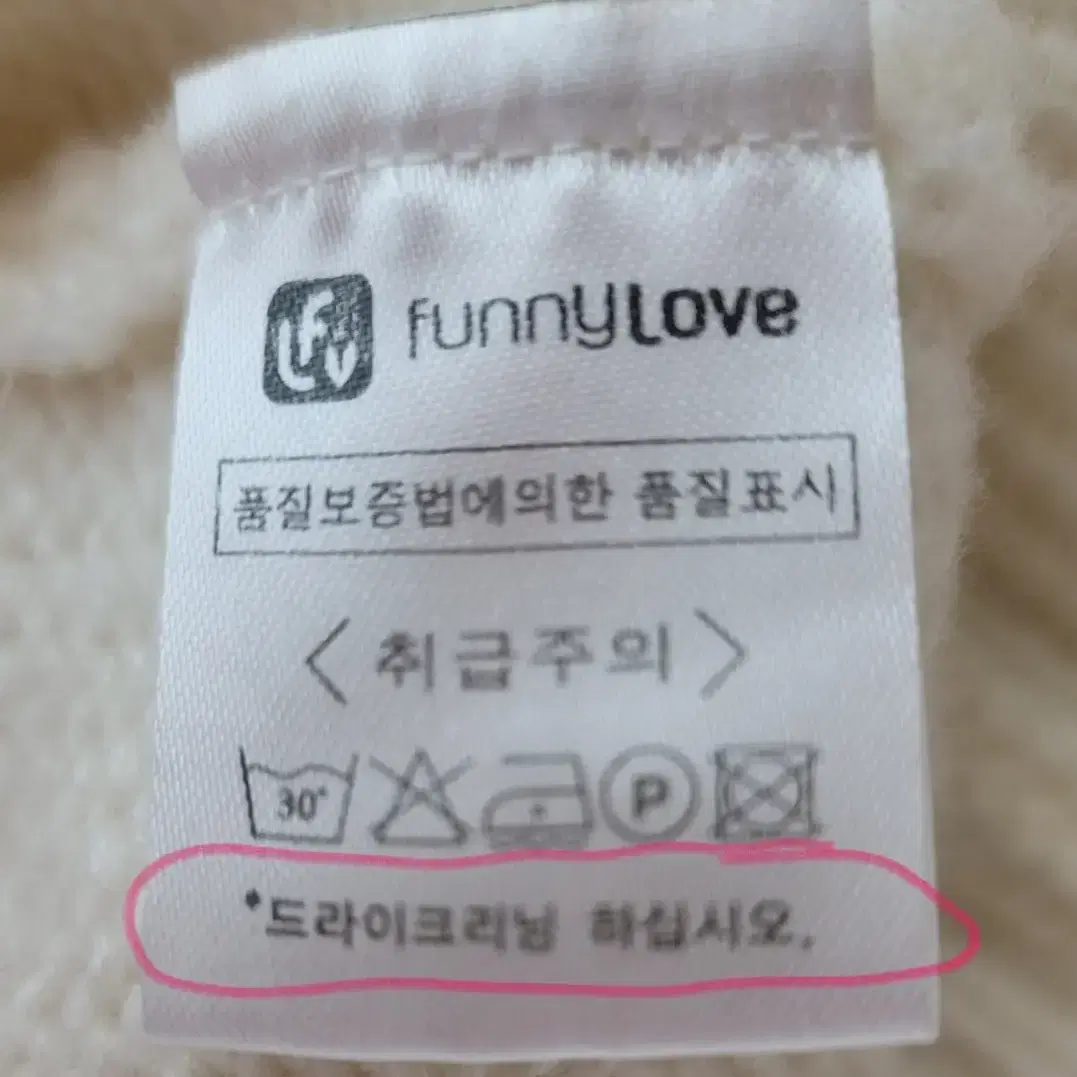 funnyLove
품질보증법에의한 품질표시
<취급주의>
30° P
*드라이크리닝 하십시오.